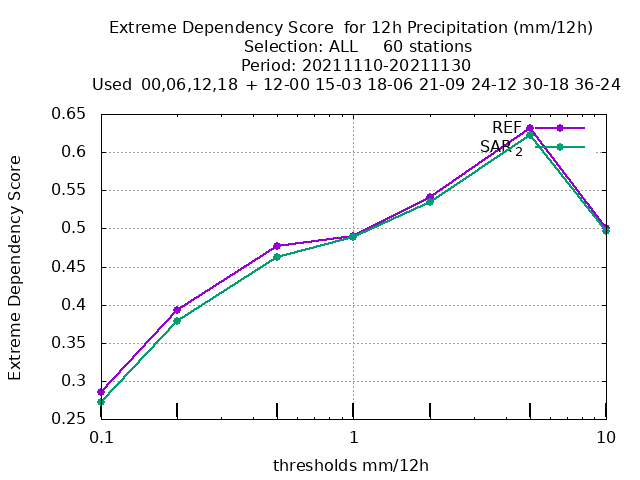 Extreme Dependency Score  for 12h Precipitation (mm/12h)
Selection: ALL     60 stations
Period: 20211110-20211130
Used  00,06,12,18  + 12-00 15-03 18-06 21-09 24-12 30-18 36-24
0.65
0.6
0.55
0.5
0.45
0.4
0.35
0.3
0.25
Extreme Dependency Score
REF
SAR 2
0.1
1
10
thresholds mm/12h